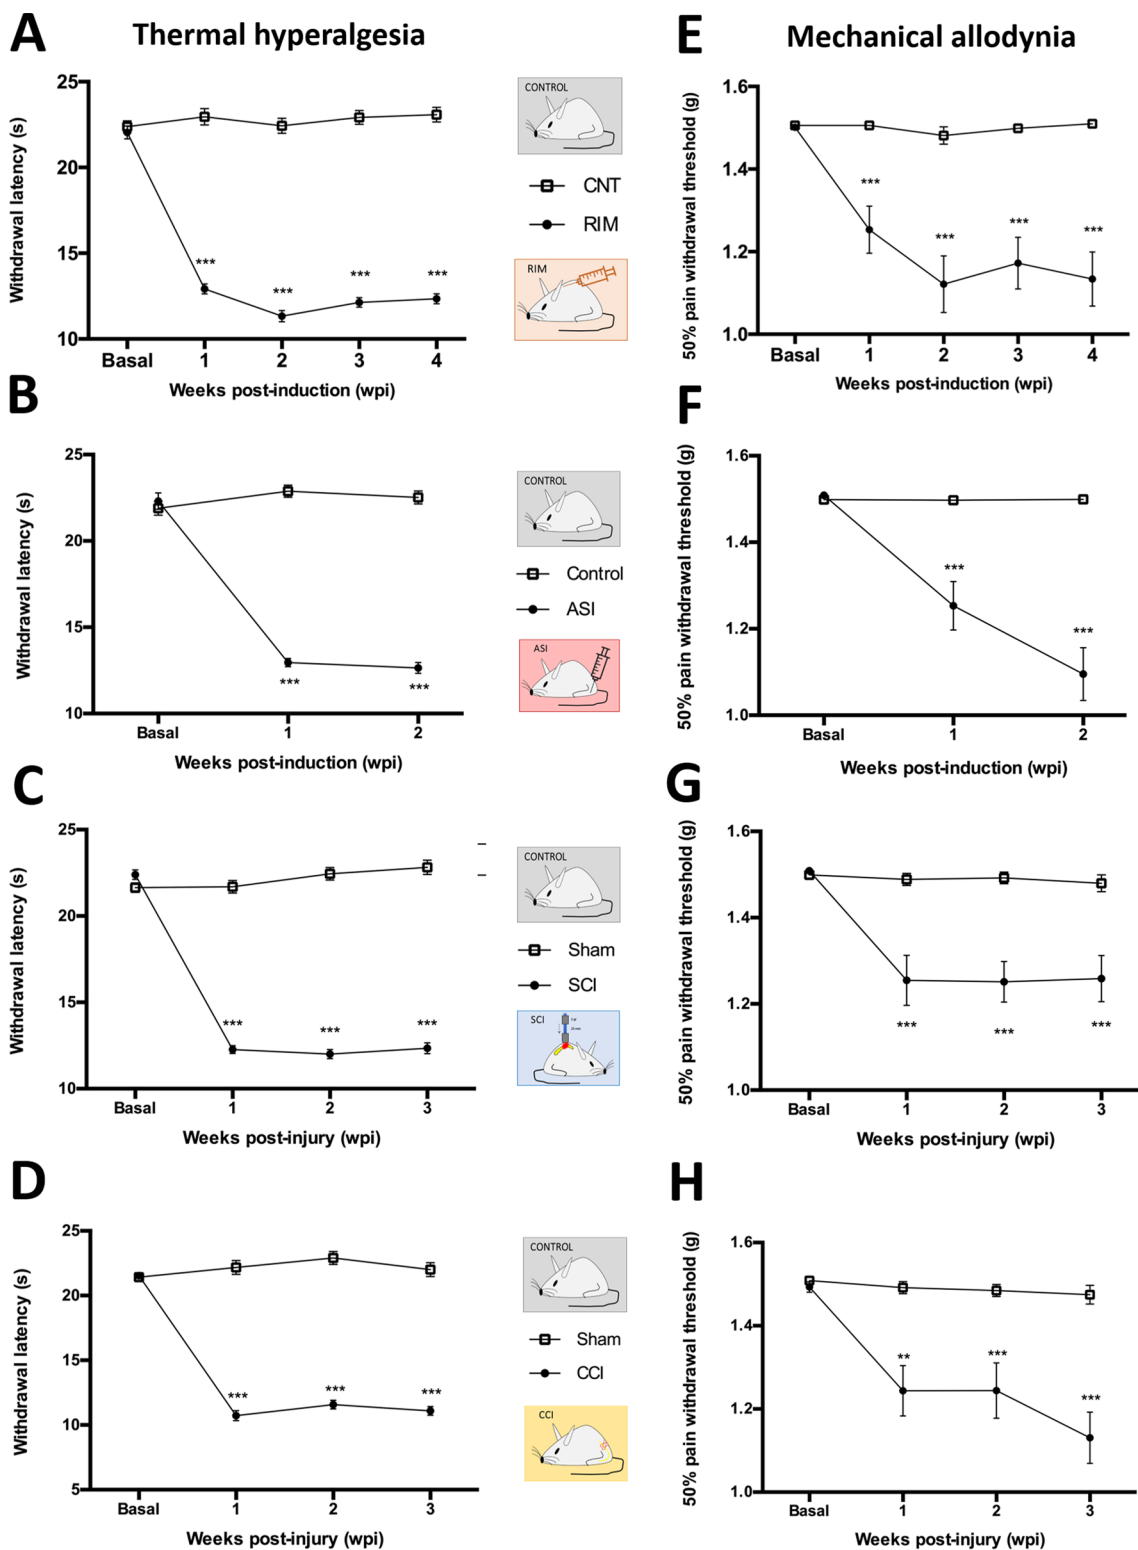 A Thermal hyperalgesia
25
20
15
10
Withdrawal latency (s)
*** *** *** ***
Basal 1 2 3 4
Weeks post-induction (wpi)
CONTROL
CNT
RIM
RIM
E Mechanical allodynia
1.6
1.4
1.2
1.0
50% pain withdrawal threshold (g)
*** *** *** ***
Basal 1 2 3 4
Weeks post-induction (wpi)
B
25
20
15
10
Withdrawal latency (s)
*** ***
Basal 1 2
Weeks post-induction (wpi)
CONTROL
Control
ASI
ASI
F
1.6
1.4
1.2
1.0
50% pain withdrawal threshold (g)
*** ***
Basal 1 2
Weeks post-induction (wpi)
C
25
20
15
10
Withdrawal latency (s)
*** *** ***
Basal 1 2 3
Weeks post-injury (wpi)
CONTROL
Sham
SCI
SCI
G
1.6
1.4
1.2
1.0
50% pain withdrawal threshold (g)
*** *** ***
Basal 1 2 3
Weeks post-injury (wpi)
D
25
20
15
10
5
Withdrawal latency (s)
*** *** ***
Basal 1 2 3
Weeks post-injury (wpi)
CONTROL
Sham
CCI
CCI
H
1.6
1.4
1.2
1.0
50% pain withdrawal threshold (g)
** *** ***
Basal 1 2 3
Weeks post-injury (wpi)